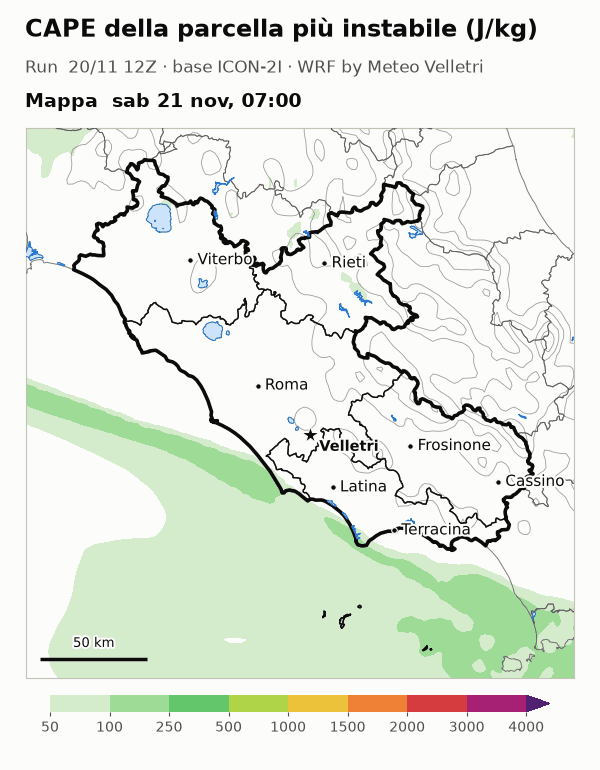 CAPE della parcella più instabile (J/kg)
Run 20/11 12Z · base ICON-2I · WRF by Meteo Velletri
Mappa sab 21 nov, 07:00
Viterbo
Rieti
Roma
Velletri
Frosinone
Latina
Cassino
Terracina
50 km
50 100 250 500 1000 1500 2000 3000 4000